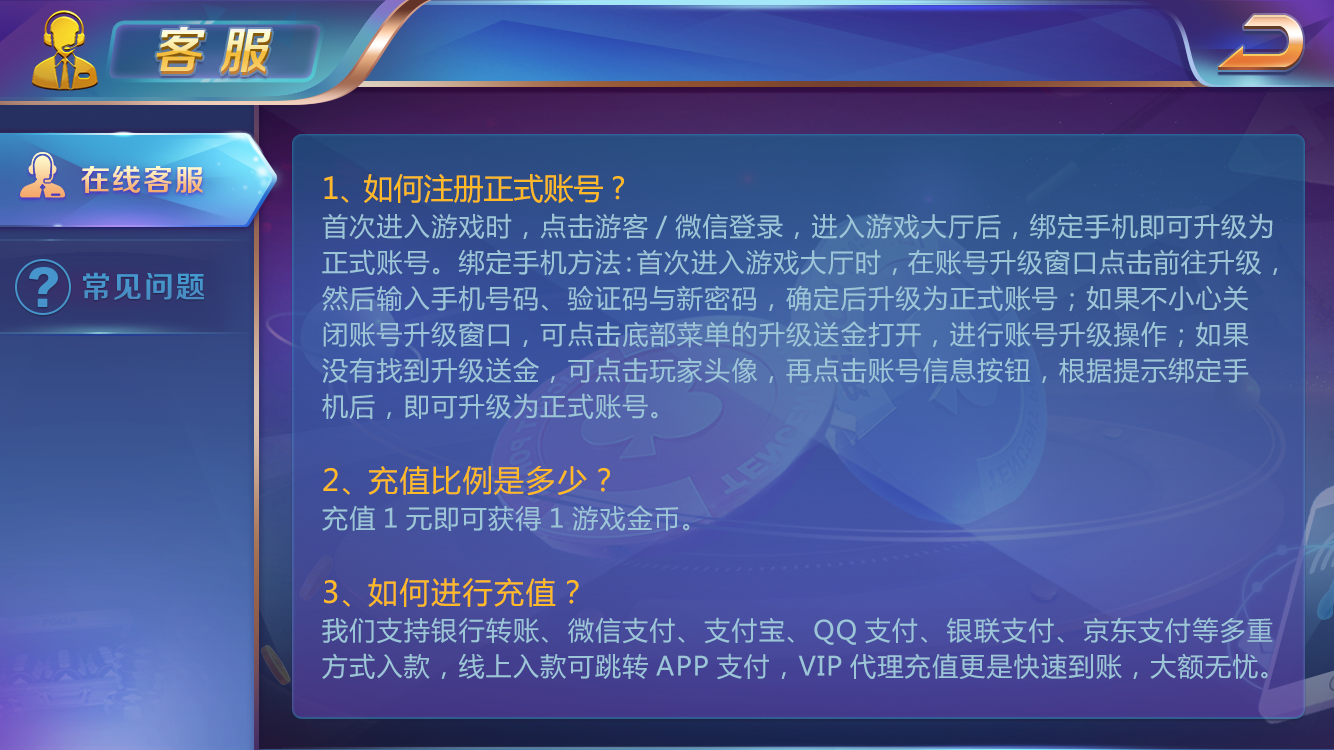 客服
在线客服
常见问题
1、如何注册正式账号？
首次进入游戏时，点击游客/微信登录，进入游戏大厅后，绑定手机即可升级为
正式账号。绑定手机方法：首次进入游戏大厅时，在账号升级窗口点击前往升级，
然后输入手机号码、验证码与新密码，确定后升级为正式账号；如果不小心关
闭账号升级窗口，可点击底部菜单的升级送金打开，进行账号升级操作；如果
没有找到升级送金，可点击玩家头像，再点击账号信息按钮，根据提示绑定手
机后，即可升级为正式账号。
2、充值比例是多少？
充值1元即可获得1游戏金币。
3、如何进行充值？
我们支持银行转账、微信支付、支付宝、QQ支付、银联支付、京东支付等多重
方式入款，线上入款可跳转APP支付，VIP代理充值更是快速到账，大额无忧。